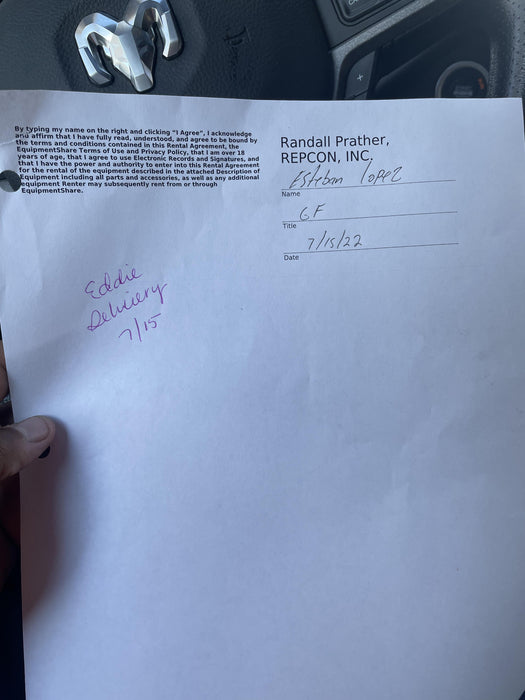 By typing my name on the right and clicking "I Agree", I acknowledge
and affirm that I have fully read, understood, and agree to be bound by
the terms and conditions contained in this Rental Agreement, the
EquipmentShare Terms of Use and Privacy Policy, that I am over 18
years of age, that I agree to use Electronic Records and Signatures, and
that I have the power and authority to enter into this Rental Agreement
for the rental of the equipment described in the attached Description of
Equipment including all parts and accessories, as well as any additional
equipment Renter may subsequently rent from or through
EquipmentShare.
Randall Prather,
REPCON, INC.
Esteban Lopez
Name
GF
Title
7/15/22
Date
Eddie
Delivery
7/15